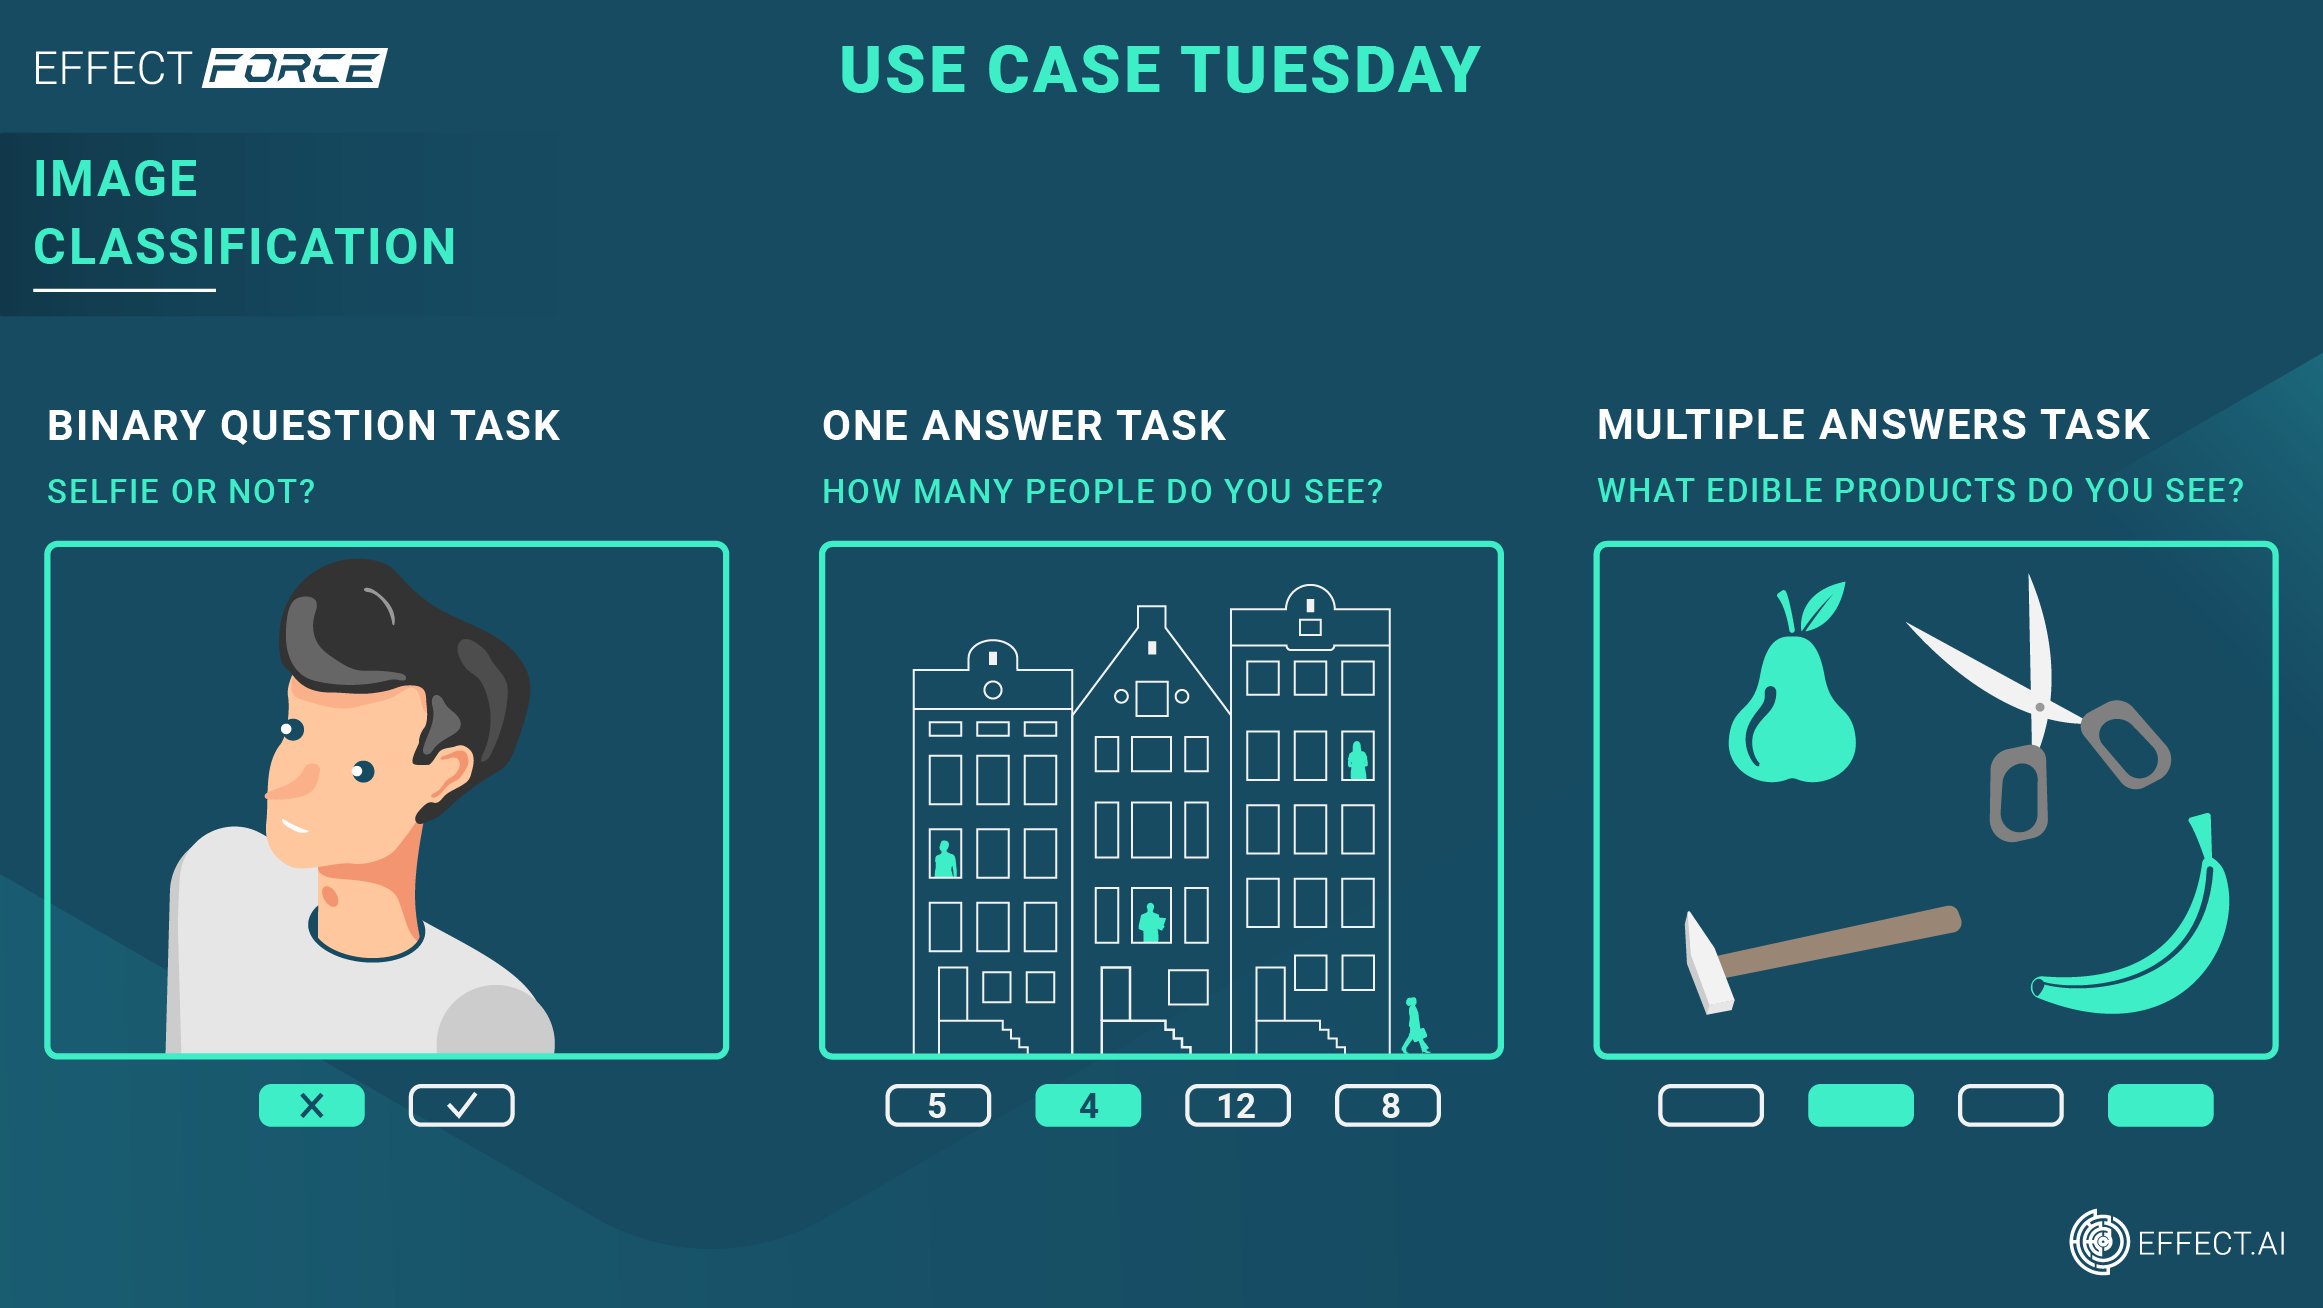 EFFECT FORCE
USE CASE TUESDAY
IMAGE
CLASSIFICATION
BINARY QUESTION TASK
SELFIE OR NOT?
ONE ANSWER TASK
HOW MANY PEOPLE DO YOU SEE?
MULTIPLE ANSWERS TASK
WHAT EDIBLE PRODUCTS DO YOU SEE?
5 4 12 8
EFFECT.AI